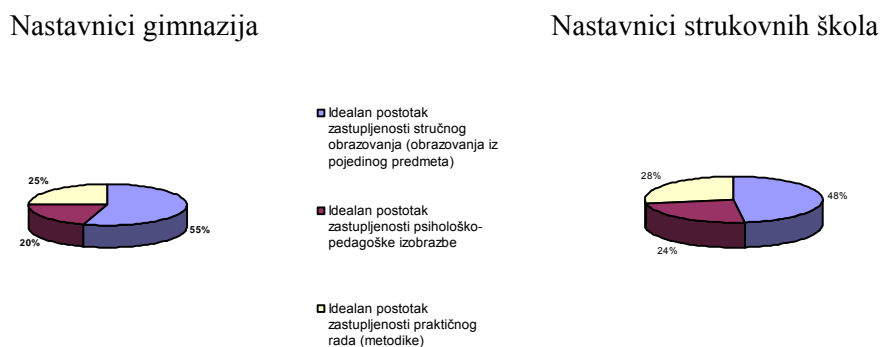 Nastavnici gimnazija
Nastavnici strukovnih škola
Idealan postotak
zastupljenosti stručnog
obrazovanja (obrazovanja iz
pojedinog predmeta)
Idealan postotak
zastupljenosti psihološko-
pedagoške izobrazbe
Idealan postotak
zastupljenosti praktičnog
rada (metodike)
25%
55%
20%
28%
48%
24%